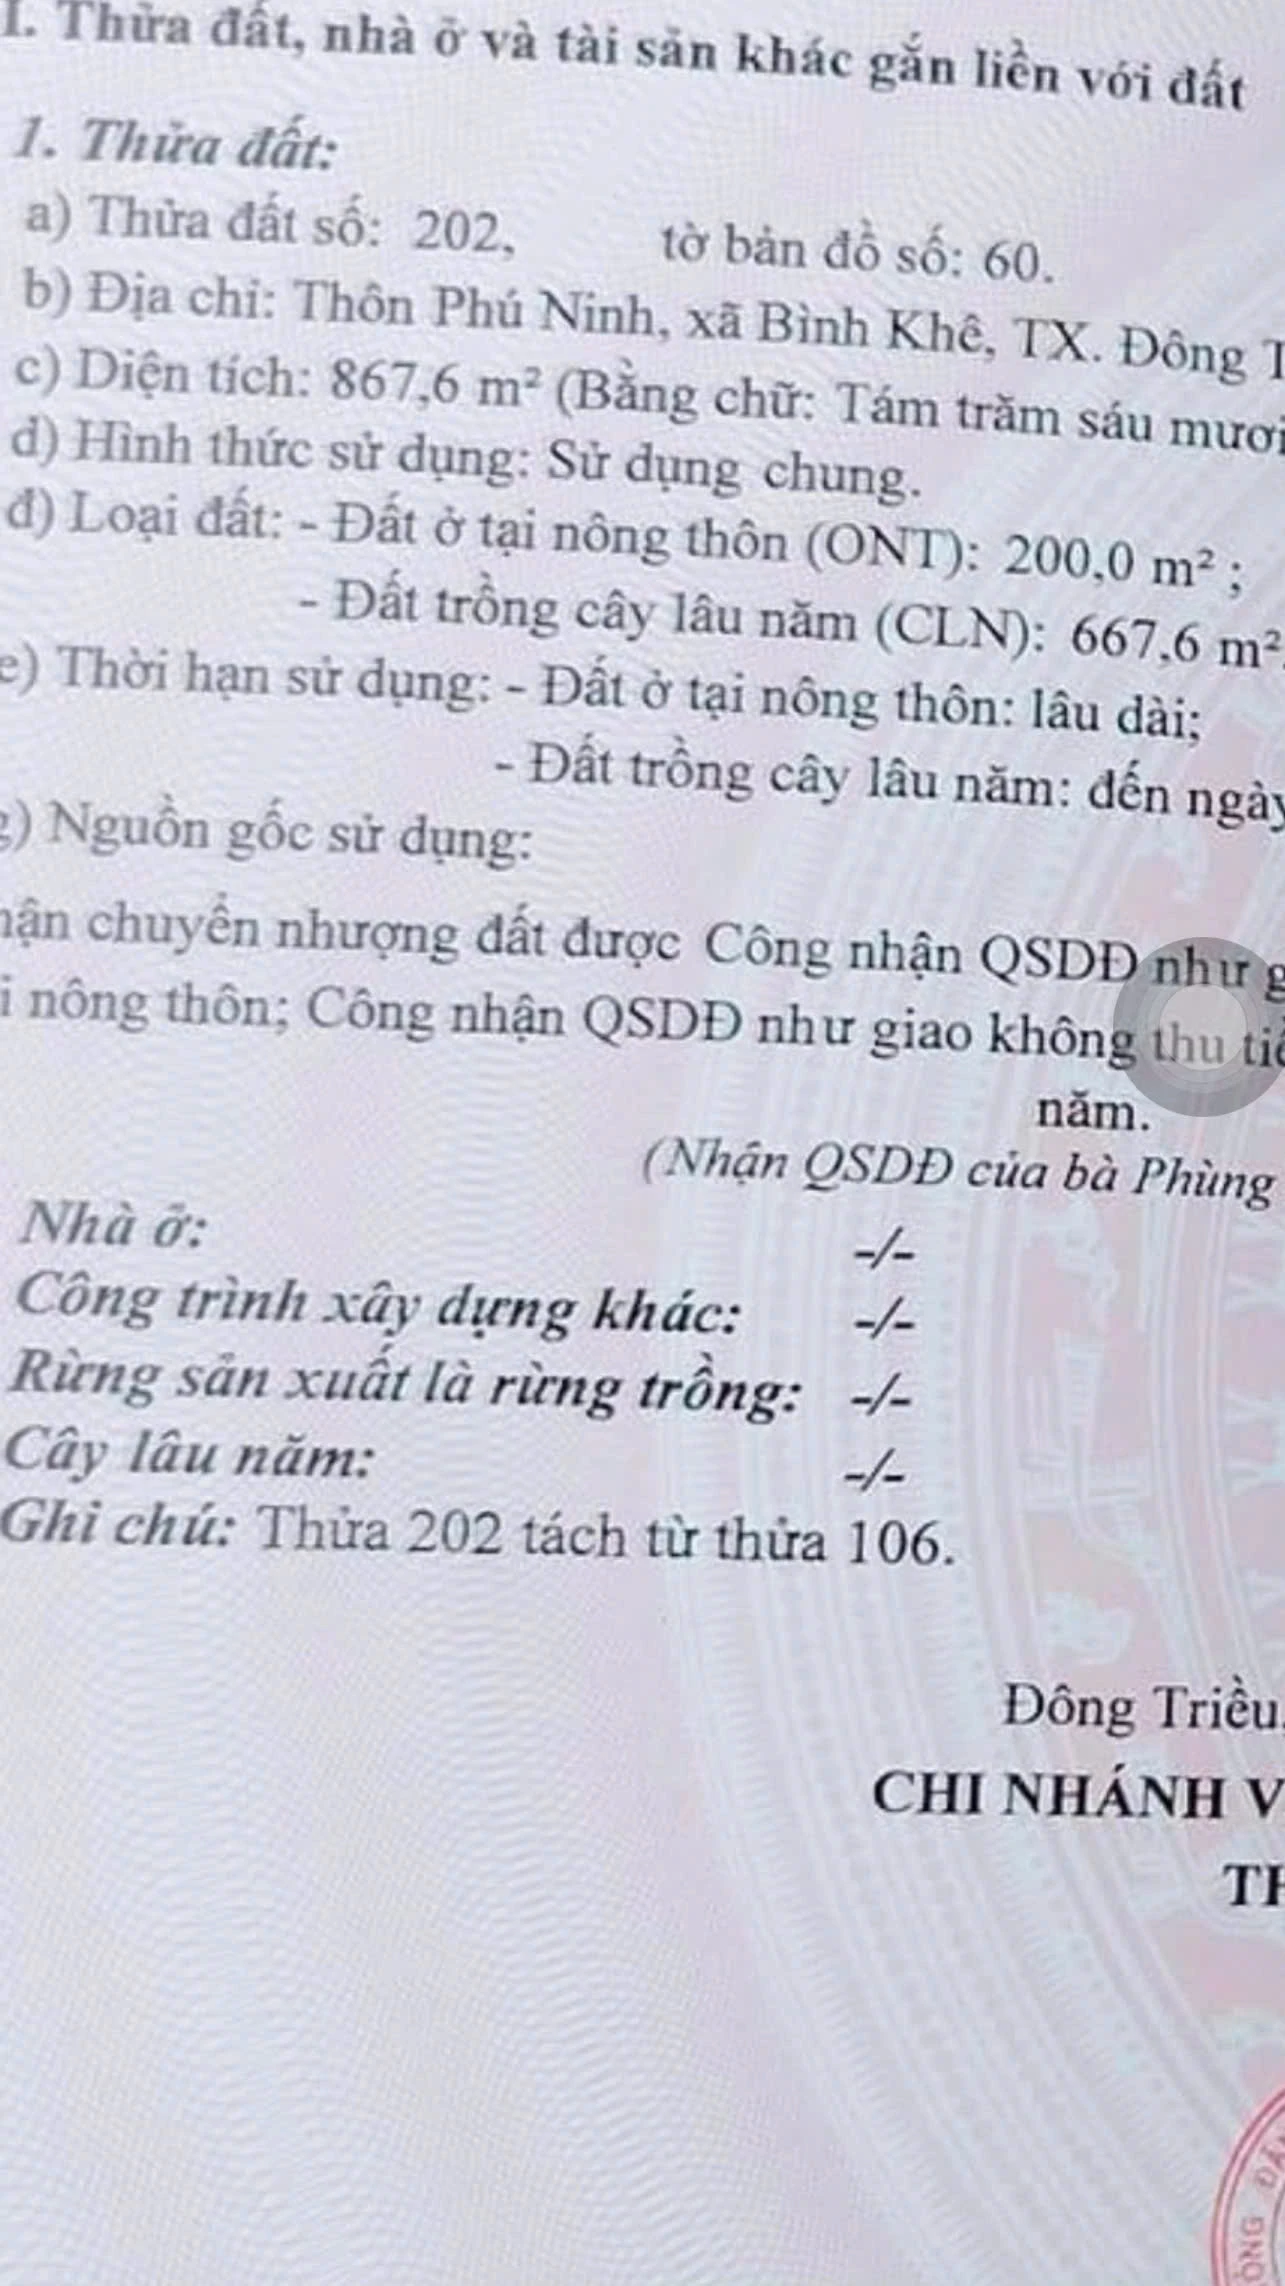 I. Thửa đất, nhà ở và tài sản khác gắn liền với đất
1. Thửa đất:
a) Thửa đất số: 202, tờ bản đồ số: 60.
b) Địa chỉ: Thôn Phú Ninh, xã Bình Khê, TX. Đông T
c) Diện tích: 867,6 m² (Bằng chữ: Tám trăm sáu mươi
d) Hình thức sử dụng: Sử dụng chung.
đ) Loại đất: - Đất ở tại nông thôn (ONT): 200,0 m² ;
- Đất trồng cây lâu năm (CLN): 667,6 m²
e) Thời hạn sử dụng: - Đất ở tại nông thôn: lâu dài;
- Đất trồng cây lâu năm: đến ngày
g) Nguồn gốc sử dụng:
hận chuyển nhượng đất được Công nhận QSDĐ như g
i nông thôn; Công nhận QSDĐ như giao không thu tiề
năm.
(Nhận QSDĐ của bà Phùng
Nhà ở: -/-
Công trình xây dựng khác: -/-
Rừng sản xuất là rừng trồng: -/-
Cây lâu năm: -/-
Ghi chú: Thửa 202 tách từ thửa 106.
Đông Triều,
CHI NHÁNH V
TH